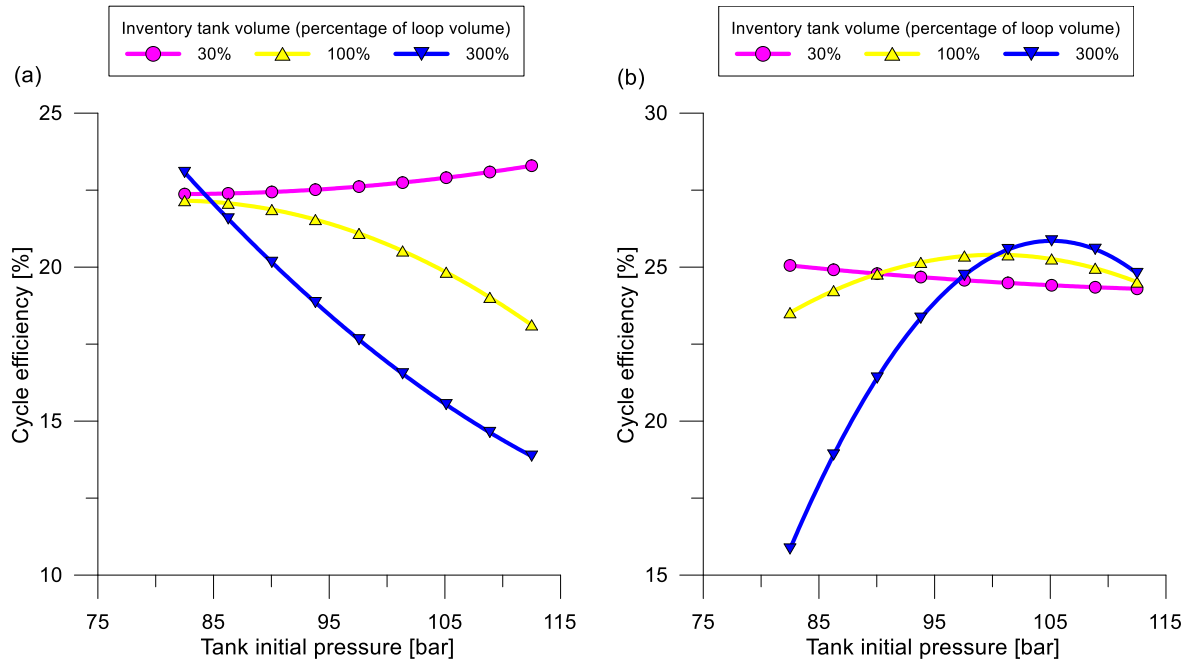 Inventory tank volume (percentage of loop volume)
30% 100% 300%
(a)
25
20
15
10
Cycle efficiency [%]
75 85 95 105 115
Tank initial pressure [bar]
Inventory tank volume (percentage of loop volume)
30% 100% 300%
(b)
30
25
20
15
Cycle efficiency [%]
75 85 95 105 115
Tank initial pressure [bar]